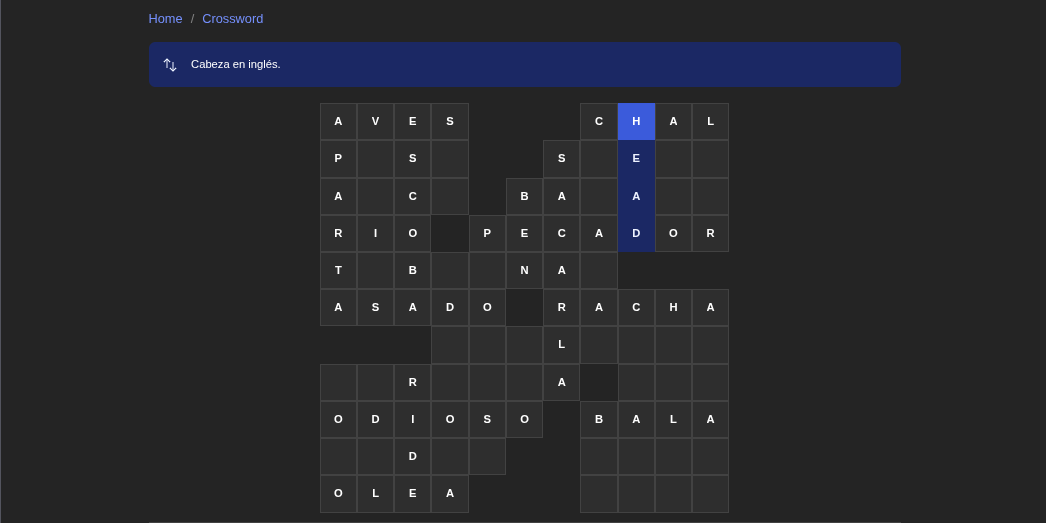 Home / Crossword
Cabeza en inglés.
A V E S C H A L
P S S E
A C B A A
R I O P E C A D O R
T B N A
A S A D O R A C H A
L
R A
O D I O S O B A L A
D
O L E A